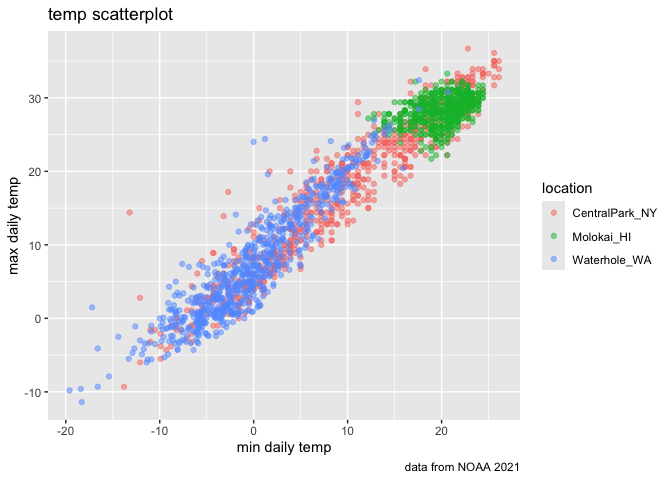 temp scatterplot
max daily temp
30
20
10
0
-10
-20
-10
0
10
20
min daily temp
location
CentralPark_NY
Molokai_HI
Waterhole_WA
data from NOAA 2021